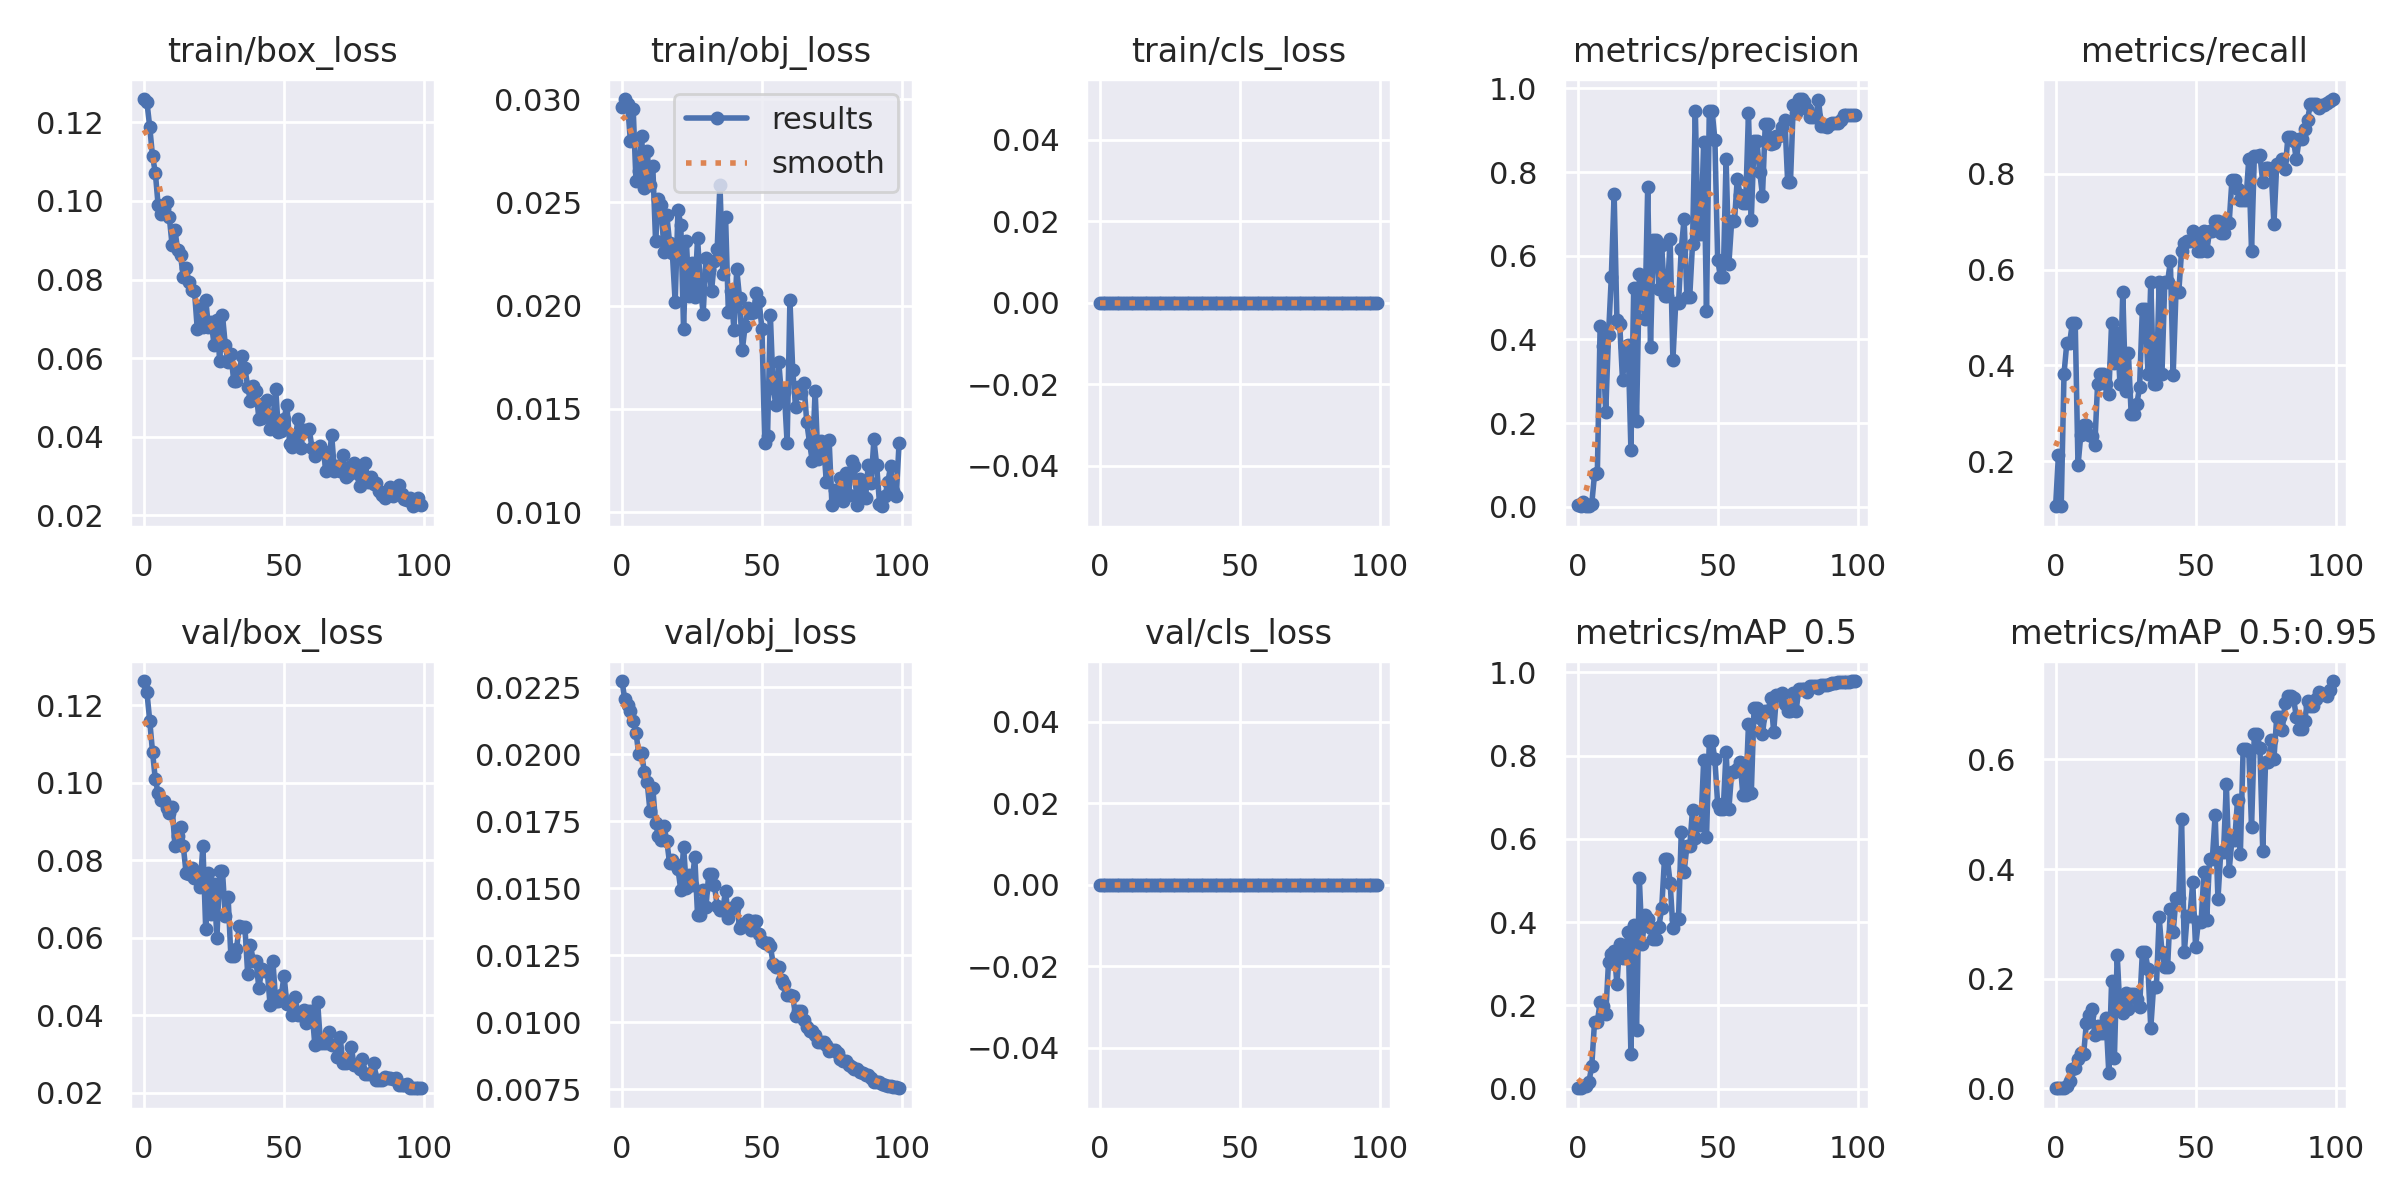 train/box_loss
0.12
0.10
0.08
0.06
0.04
0.02
0 50 100
train/obj_loss
results
smooth
0.030
0.025
0.020
0.015
0.010
0 50 100
train/cls_loss
0.04
0.02
0.00
−0.02
−0.04
0 50 100
metrics/precision
1.0
0.8
0.6
0.4
0.2
0.0
0 50 100
metrics/recall
0.8
0.6
0.4
0.2
0 50 100
val/box_loss
0.12
0.10
0.08
0.06
0.04
0.02
0 50 100
val/obj_loss
0.0225
0.0200
0.0175
0.0150
0.0125
0.0100
0.0075
0 50 100
val/cls_loss
0.04
0.02
0.00
−0.02
−0.04
0 50 100
metrics/mAP_0.5
1.0
0.8
0.6
0.4
0.2
0.0
0 50 100
metrics/mAP_0.5:0.95
0.6
0.4
0.2
0.0
0 50 100